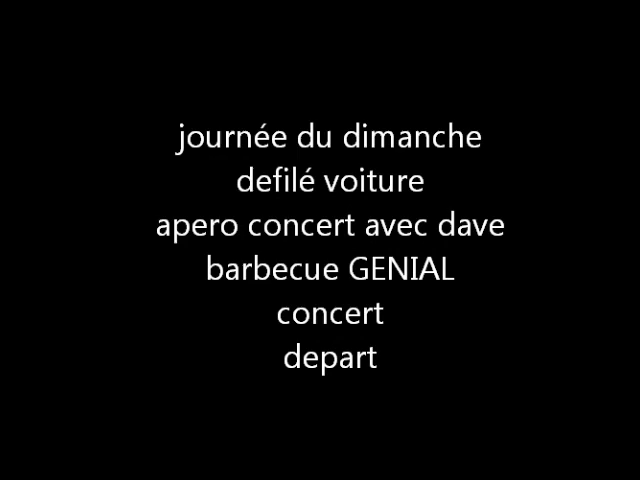 journée du dimanche
defilé voiture
apero concert avec dave
barbecue GENIAL
concert
depart